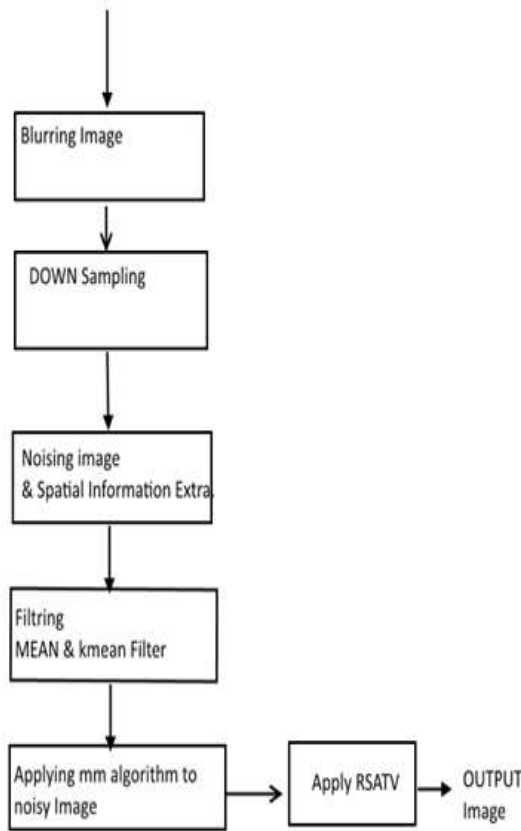 Blurring Image
DOWN Sampling
Noising image
& Spatial Information Extra.
Filtring
MEAN & kmean Filter
Applying mm algorithm to
noisy Image
Apply RSATV
OUTPUT
Image